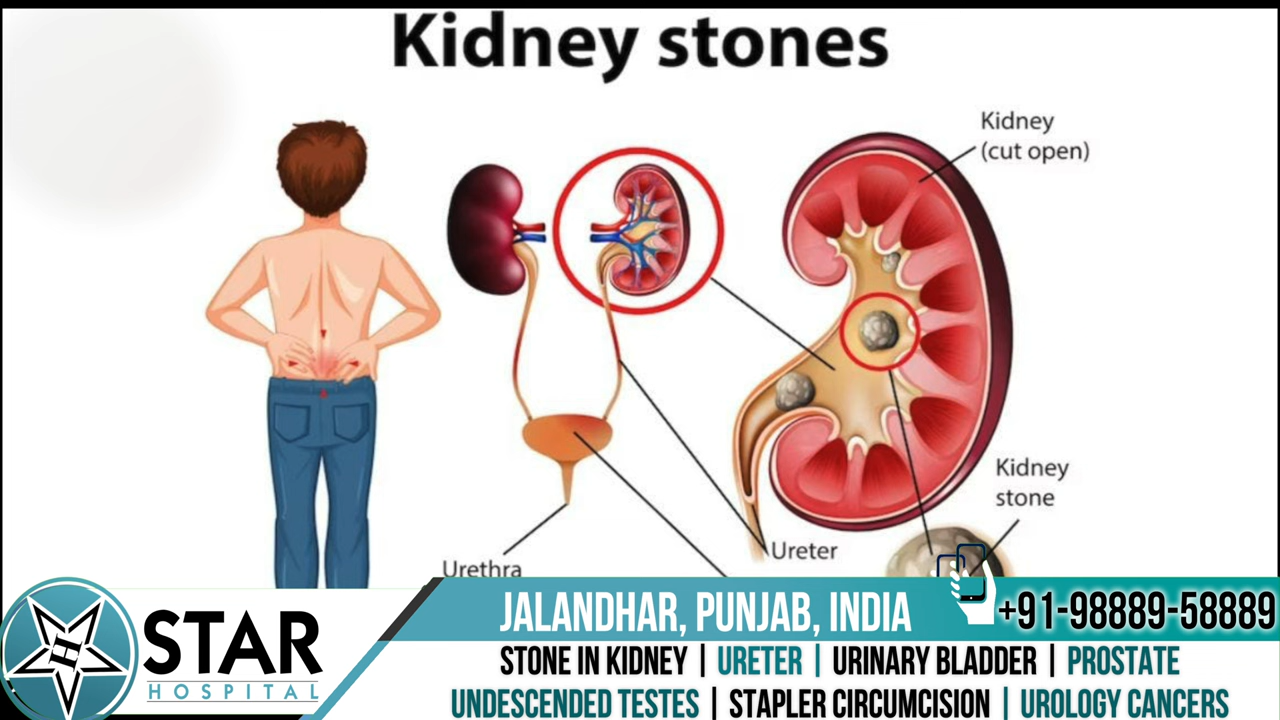 Kidney stones
Kidney
(cut open)
Kidney
stone
Ureter
Urethra
STAR
HOSPITAL
JALANDHAR, PUNJAB, INDIA
+91-98889-58889
STONE IN KIDNEY | URETER | URINARY BLADDER | PROSTATE
UNDESCENDED TESTES | STAPLER CIRCUMCISION | UROLOGY CANCERS